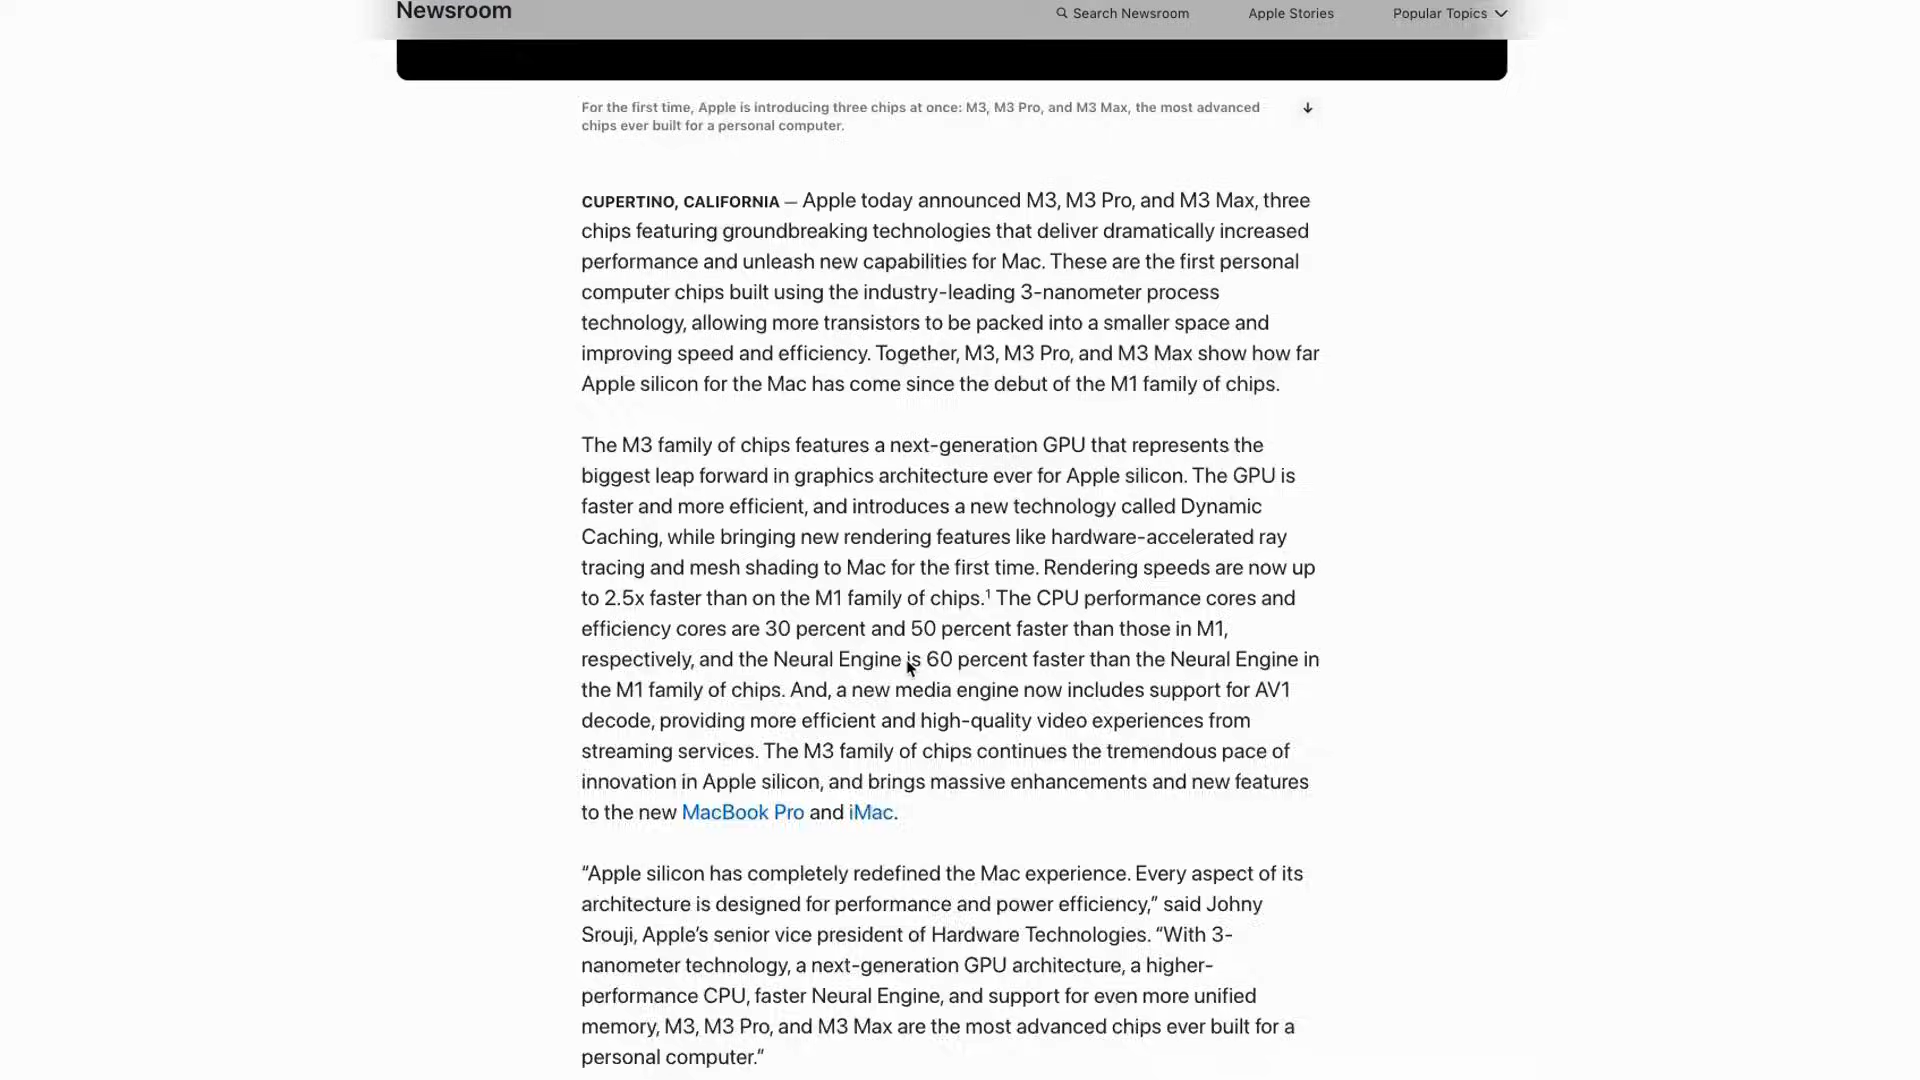 Newsroom
Search Newsroom
Apple Stories
Popular Topics
For the first time, Apple is introducing three chips at once: M3, M3 Pro, and M3 Max, the most advanced
chips ever built for a personal computer.
CUPERTINO, CALIFORNIA — Apple today announced M3, M3 Pro, and M3 Max, three
chips featuring groundbreaking technologies that deliver dramatically increased
performance and unleash new capabilities for Mac. These are the first personal
computer chips built using the industry-leading 3-nanometer process
technology, allowing more transistors to be packed into a smaller space and
improving speed and efficiency. Together, M3, M3 Pro, and M3 Max show how far
Apple silicon for the Mac has come since the debut of the M1 family of chips.
The M3 family of chips features a next-generation GPU that represents the
biggest leap forward in graphics architecture ever for Apple silicon. The GPU is
faster and more efficient, and introduces a new technology called Dynamic
Caching, while bringing new rendering features like hardware-accelerated ray
tracing and mesh shading to Mac for the first time. Rendering speeds are now up
to 2.5x faster than on the M1 family of chips.¹ The CPU performance cores and
efficiency cores are 30 percent and 50 percent faster than those in M1,
respectively, and the Neural Engine is 60 percent faster than the Neural Engine in
the M1 family of chips. And, a new media engine now includes support for AV1
decode, providing more efficient and high-quality video experiences from
streaming services. The M3 family of chips continues the tremendous pace of
innovation in Apple silicon, and brings massive enhancements and new features
to the new MacBook Pro and iMac.
“Apple silicon has completely redefined the Mac experience. Every aspect of its
architecture is designed for performance and power efficiency,” said Johny
Srouji, Apple’s senior vice president of Hardware Technologies. “With 3-
nanometer technology, a next-generation GPU architecture, a higher-
performance CPU, faster Neural Engine, and support for even more unified
memory, M3, M3 Pro, and M3 Max are the most advanced chips ever built for a
personal computer.”